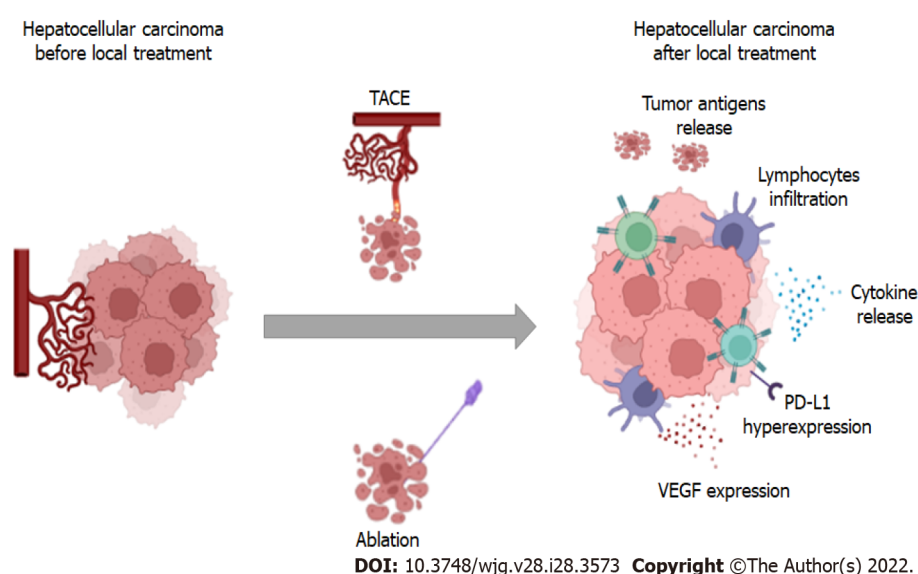 Hepatocellular carcinoma
before local treatment
Hepatocellular carcinoma
after local treatment
TACE
Tumor antigens
release
Lymphocytes
infiltration
Cytokine
release
PD-L1
hyperexpression
VEGF expression
Ablation
DOI: 10.3748/wjg.v28.i28.3573 Copyright ©The Author(s) 2022.